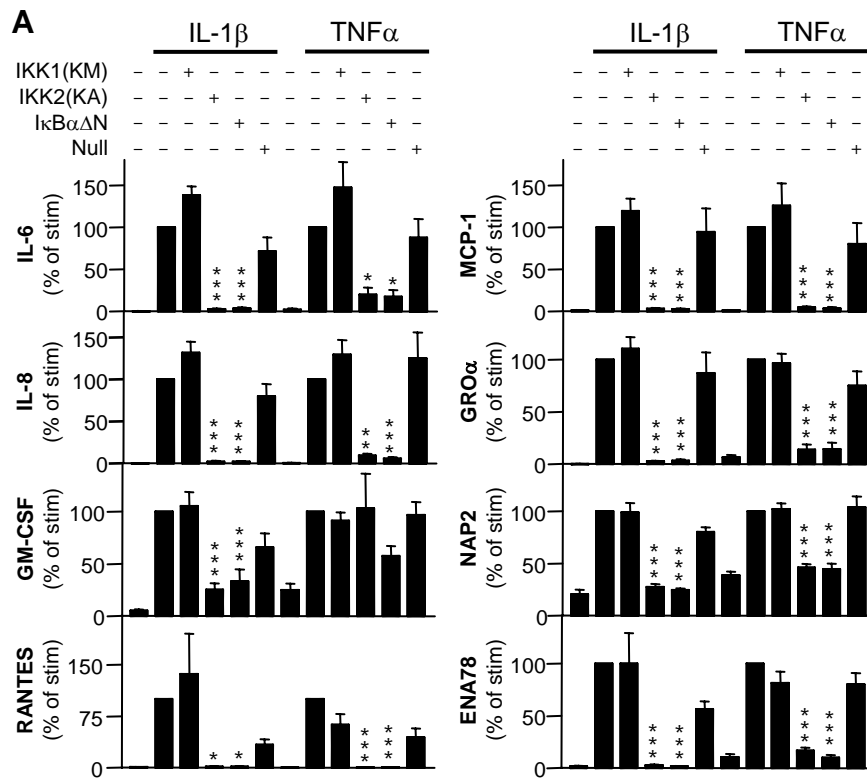 A
IL-1β TNFα IL-1β TNFα
IKK1(KM) – – + – – – – – + – – – – – + – – – – – + – – –
IKK2(KA) – – – + – – – – – + – – – – – + – – – – – + – –
IκBαΔN – – – – + – – – – – + – – – – – + – – – – – + –
Null – – – – – + – – – – – + – – – – – + – – – – – +
IL-6
(% of stim)
150
100
50
0
*** *** * *
IL-8
(% of stim)
150
100
50
0
*** *** ** ***
GM-CSF
(% of stim)
100
50
0
*** ***
RANTES
(% of stim)
150
75
0
* * *** ***
MCP-1
(% of stim)
150
100
50
0
*** *** *** ***
GROα
(% of stim)
100
50
0
*** *** *** ***
NAP2
(% of stim)
100
50
0
*** *** *** ***
ENA78
(% of stim)
100
50
0
*** *** *** ***